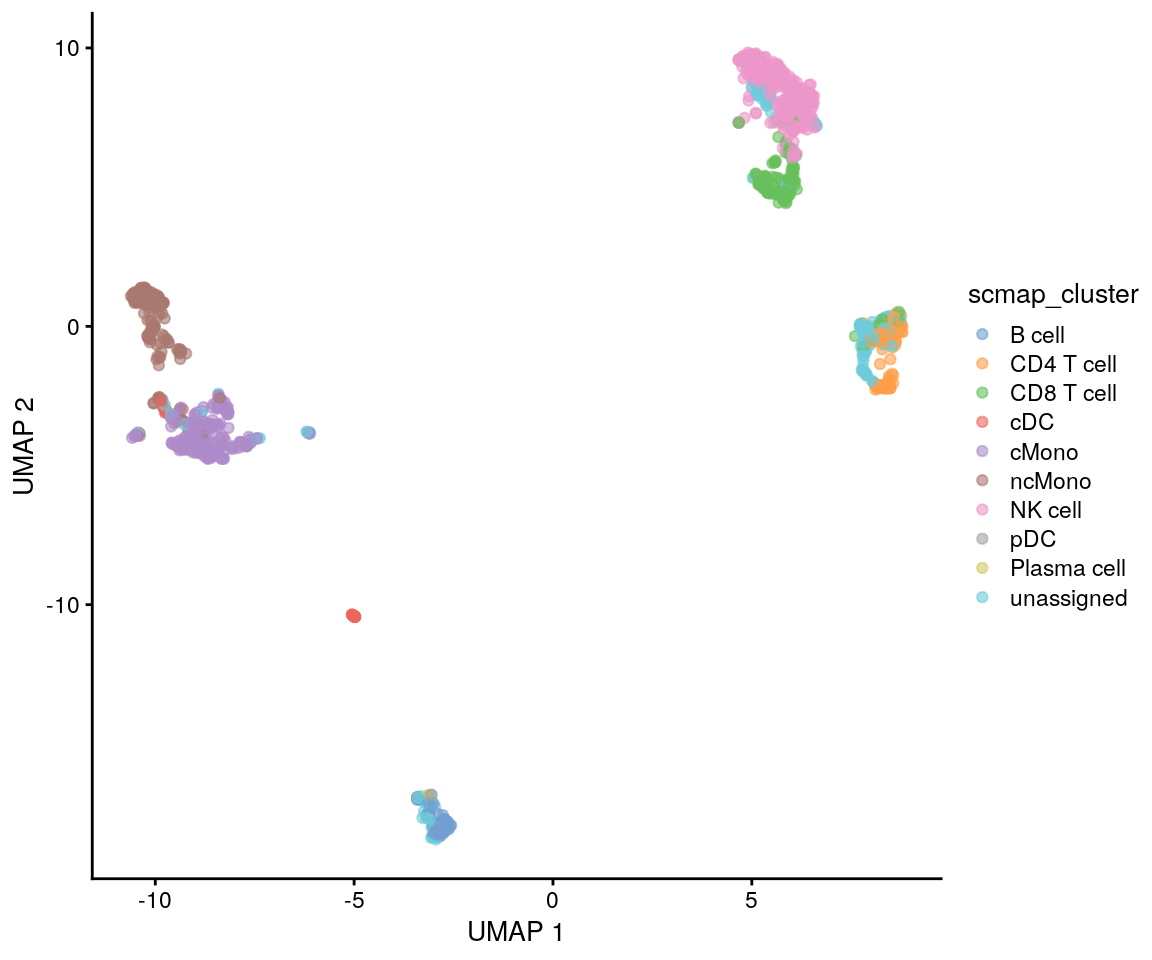 10
0
-10
UMAP 2
-10
-5
0
5
UMAP 1
scmap_cluster
B cell
CD4 T cell
CD8 T cell
cDC
cMono
ncMono
NK cell
pDC
Plasma cell
unassigned